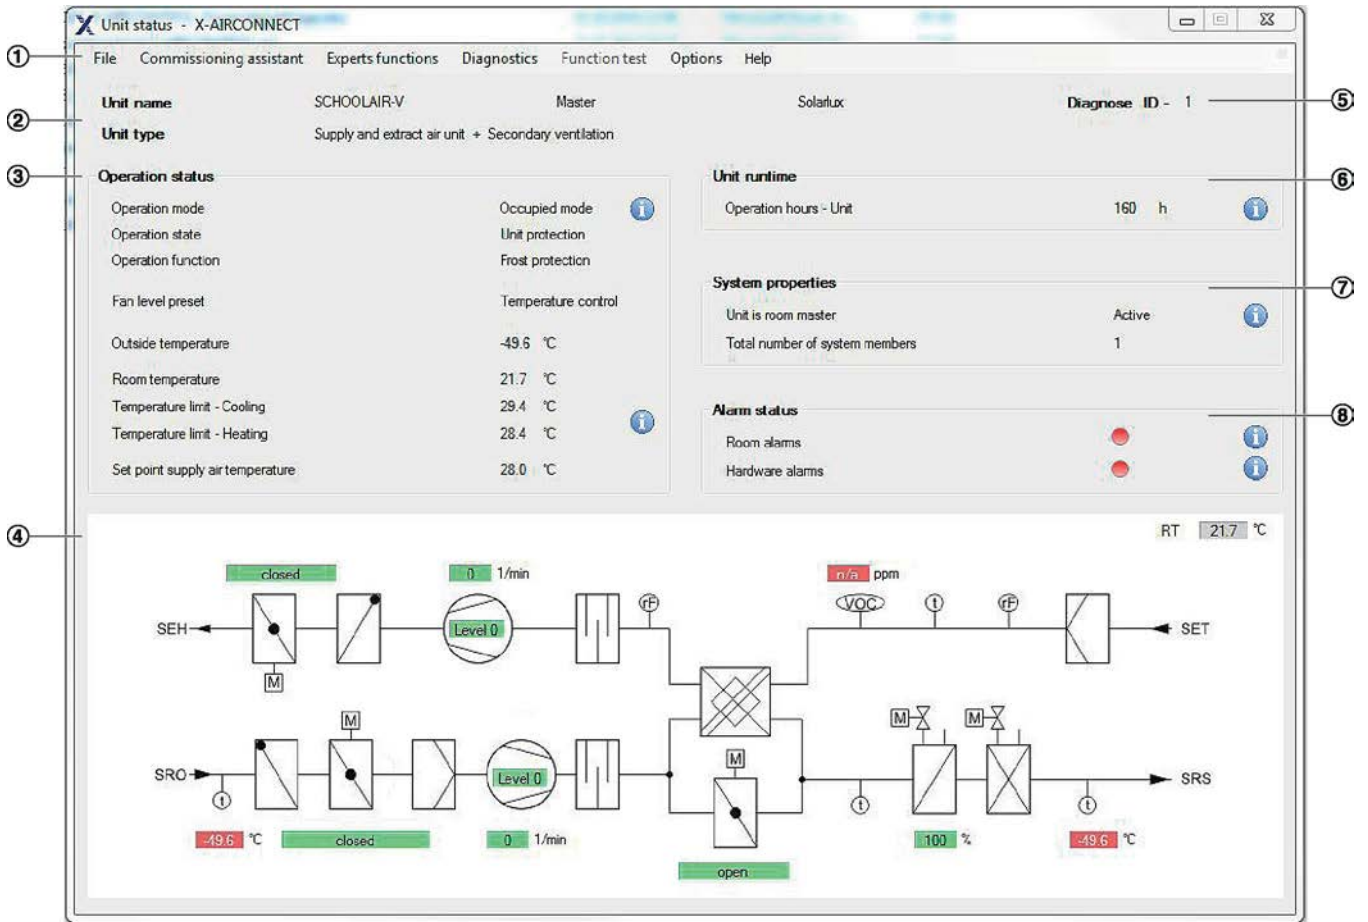 Unit status - X-AIRCONNECT
① File Commissioning assistant Experts functions Diagnostics Function test Options Help
Unit name SCHOOLAIR-V Master Solarlux Diagnose ID - 1 ⑤
②
Unit type Supply and extract air unit + Secondary ventilation
③ Operation status
Operation mode Occupied mode
Operation state Unit protection
Operation function Frost protection
Fan level preset Temperature control
Outside temperature -49.6 °C
Room temperature 21.7 °C
Temperature limit - Cooling 29.4 °C
Temperature limit - Heating 28.4 °C
Set point supply air temperature 28.0 °C
Unit runtime ⑥
Operation hours - Unit 160 h
System properties ⑦
Unit is room master Active
Total number of system members 1
Alarm status ⑧
Room alarms
Hardware alarms
④
RT 21.7 °C
closed 0 1/min n/a ppm
rF VOC t rF
SEH Level 0 SET
M
M M M
M
SRO Level 0 SRS
t t t
-49.6 °C closed 0 1/min 100 % -49.6 °C
open